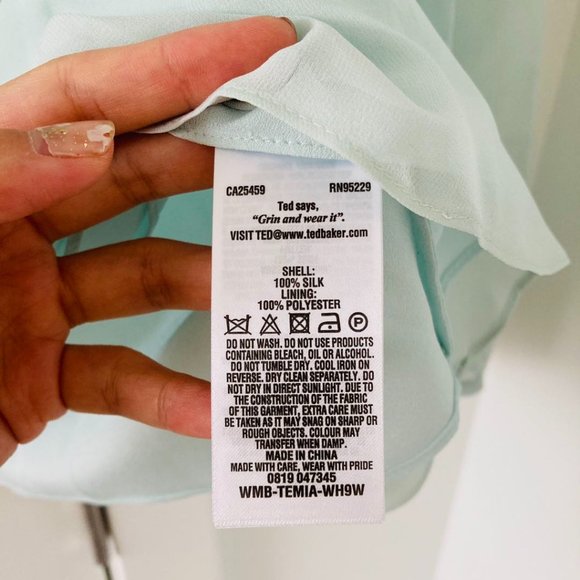 CA25459 RN95229
Ted says,
"Grin and wear it".
VISIT TED@www.tedbaker.com
SHELL:
100% SILK
LINING:
100% POLYESTER
DO NOT WASH. DO NOT USE PRODUCTS
CONTAINING BLEACH, OIL OR ALCOHOL.
DO NOT TUMBLE DRY. COOL IRON ON
REVERSE. DRY CLEAN SEPARATELY. DO
NOT DRY IN DIRECT SUNLIGHT. DUE TO
THE CONSTRUCTION OF THE FABRIC
OF THIS GARMENT, EXTRA CARE MUST
BE TAKEN AS IT MAY SNAG ON SHARP OR
ROUGH OBJECTS. COLOUR MAY
TRANSFER WHEN DAMP.
MADE IN CHINA
MADE WITH CARE, WEAR WITH PRIDE
0819 047345
WMB-TEMIA-WH9W